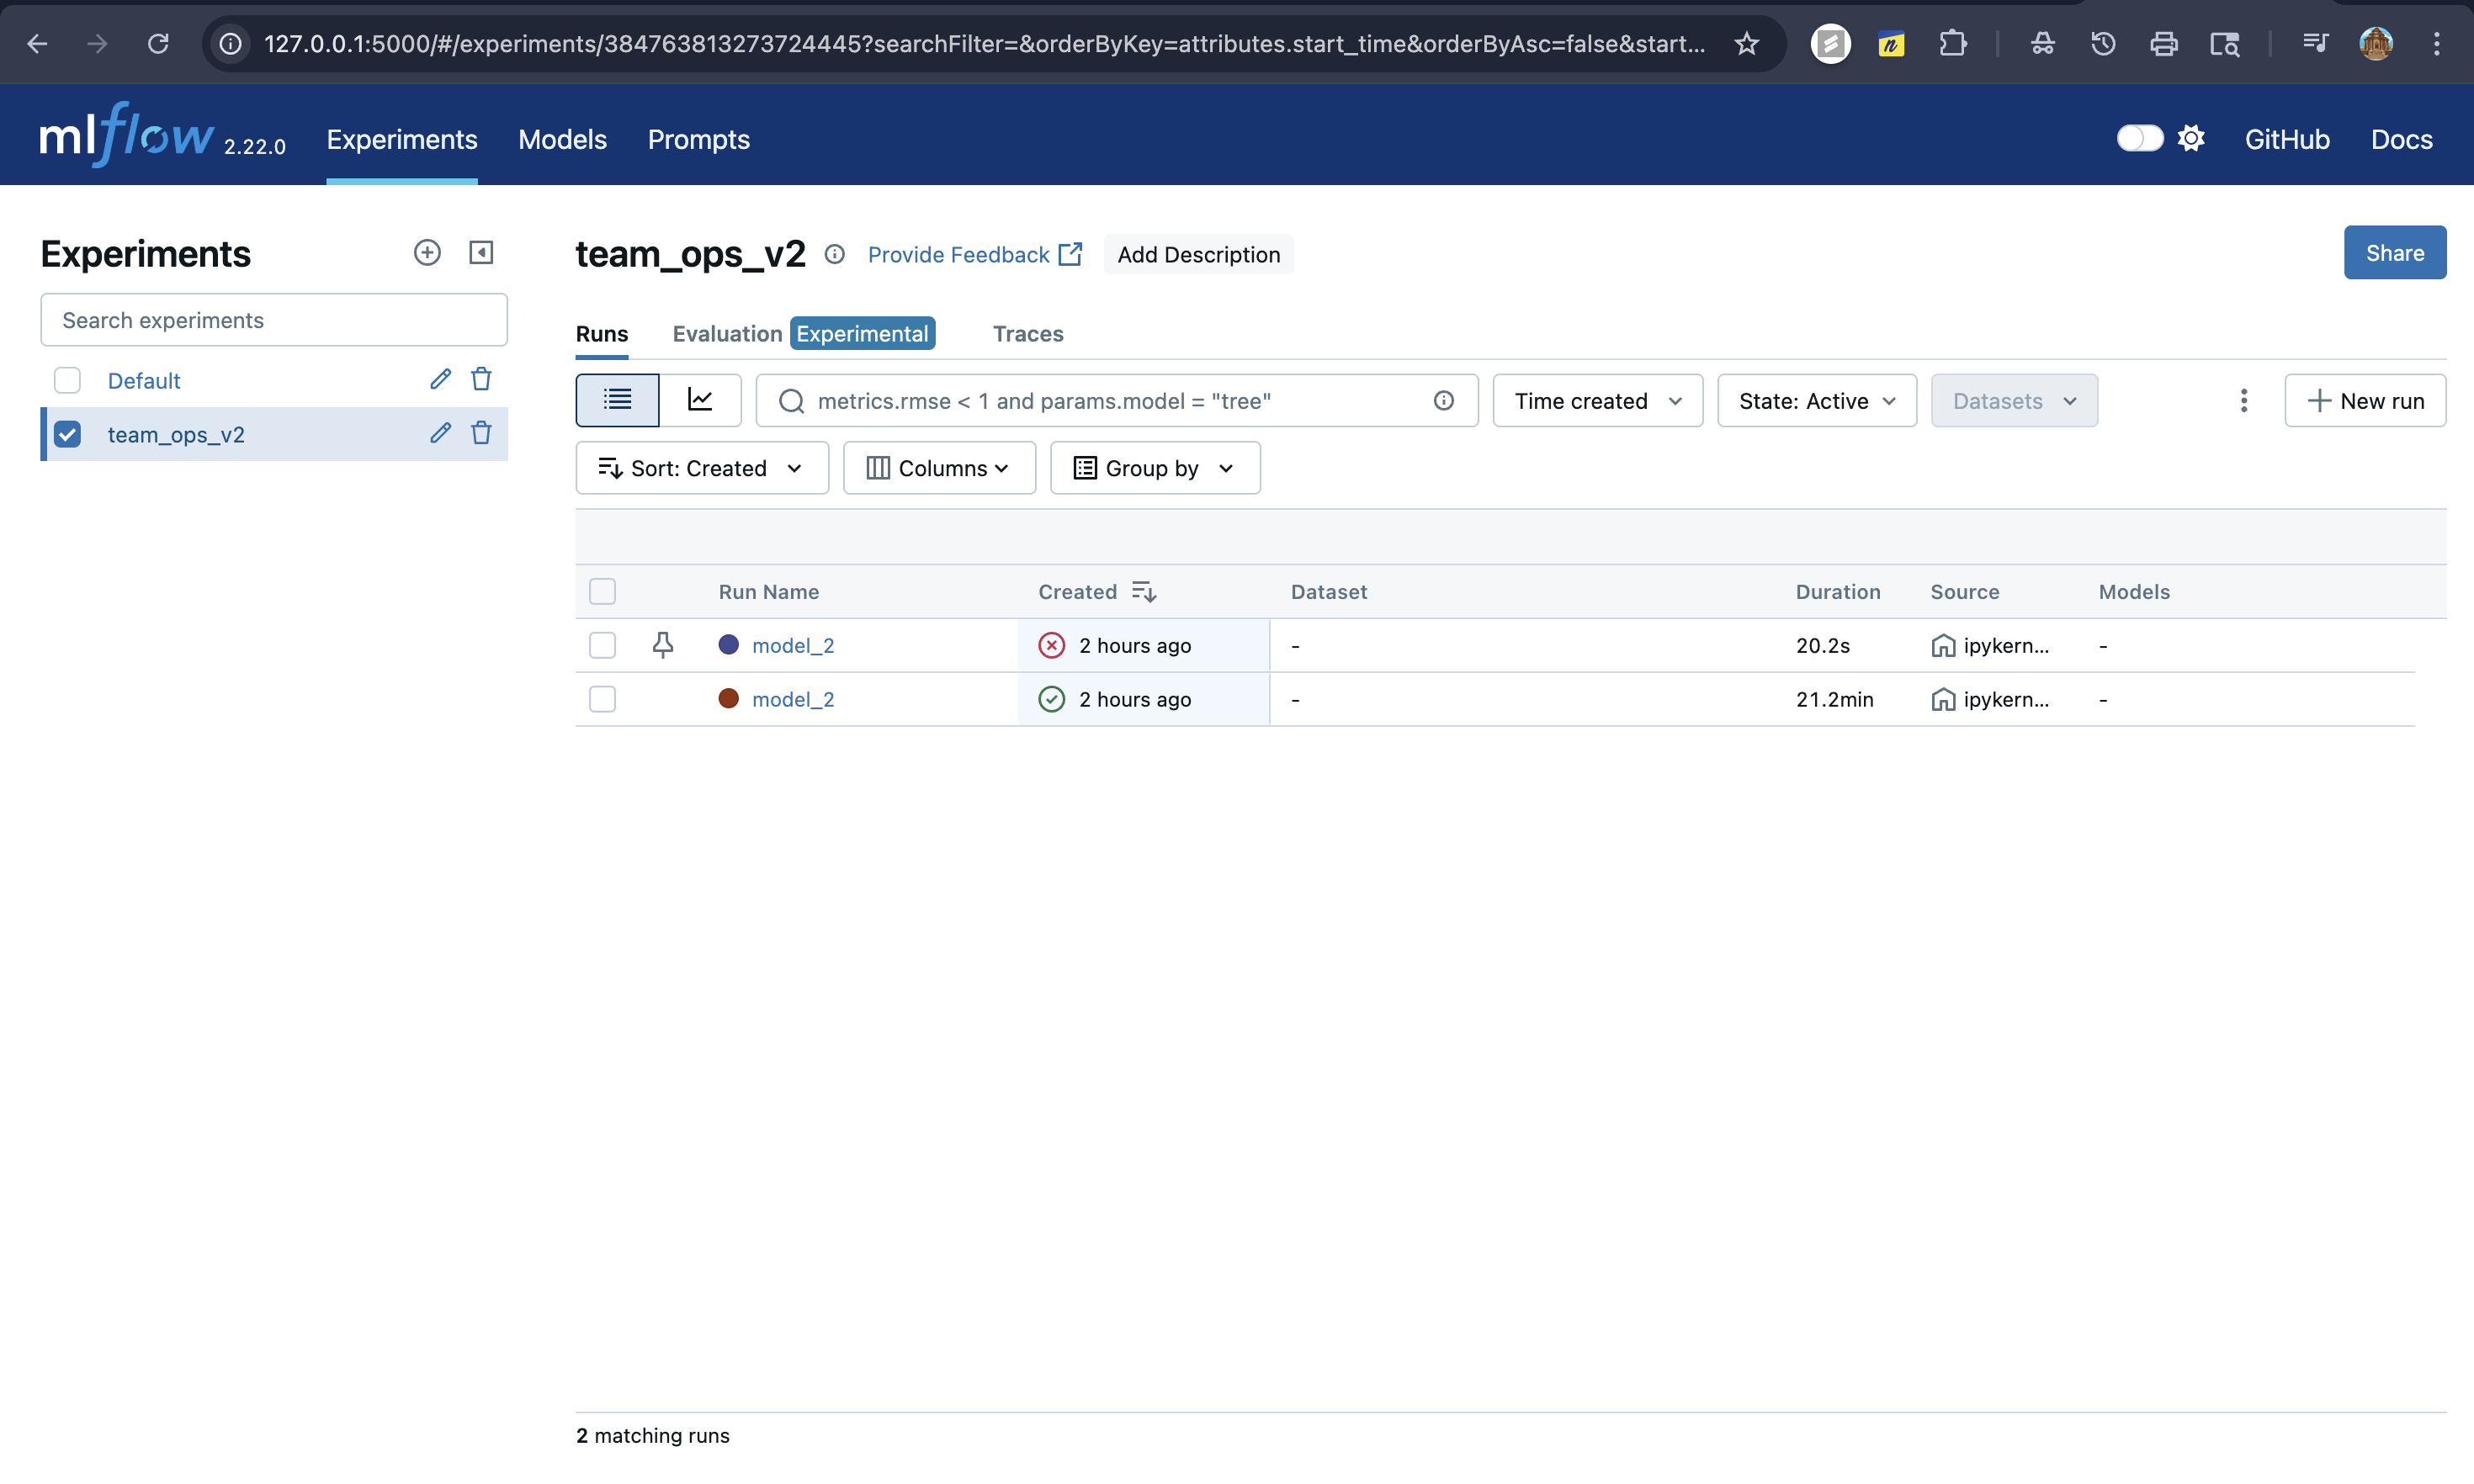 127.0.0.1:5000/#/experiments/384763813273724445?searchFilter=&orderByKey=attributes.start_time&orderByAsc=false&start...
mlflow 2.22.0 Experiments Models Prompts GitHub Docs
Experiments
Search experiments
Default
team_ops_v2
team_ops_v2 Provide Feedback Add Description Share
Runs Evaluation Experimental Traces
metrics.rmse < 1 and params.model = "tree" Time created State: Active Datasets New run
Sort: Created Columns Group by
Run Name Created Dataset Duration Source Models
model_2 2 hours ago - 20.2s ipykern... -
model_2 2 hours ago - 21.2min ipykern... -
2 matching runs